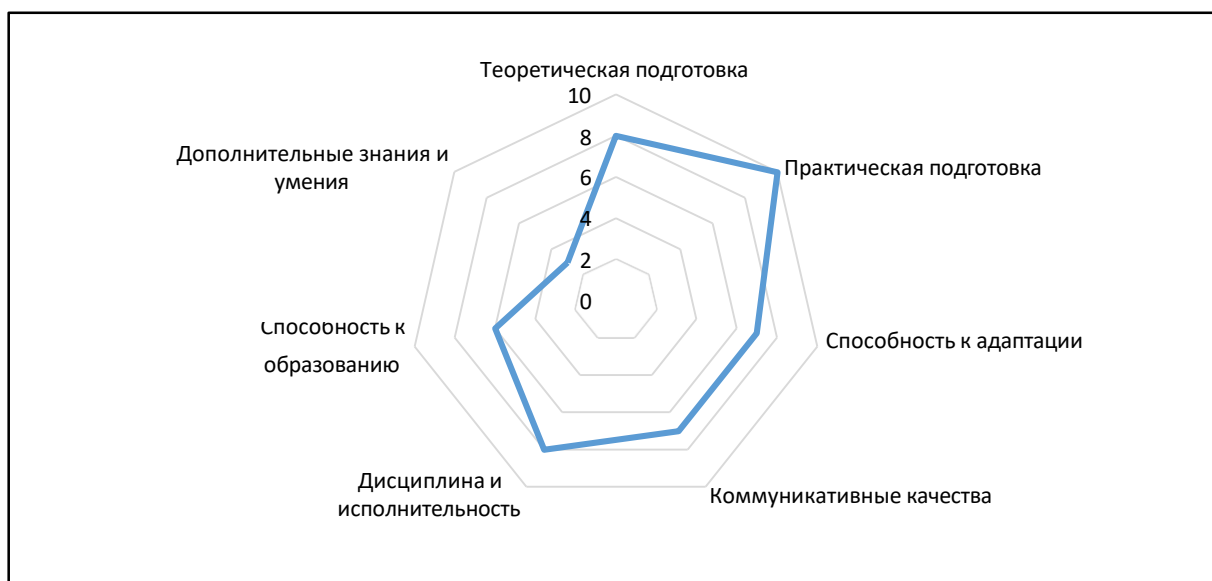 Теоретическая подготовка
10
8
6
4
2
0
Практическая подготовка
Способность к адаптации
Коммуникативные качества
Дисциплина и
исполнительность
Способность к
образованию
Дополнительные знания и
умения